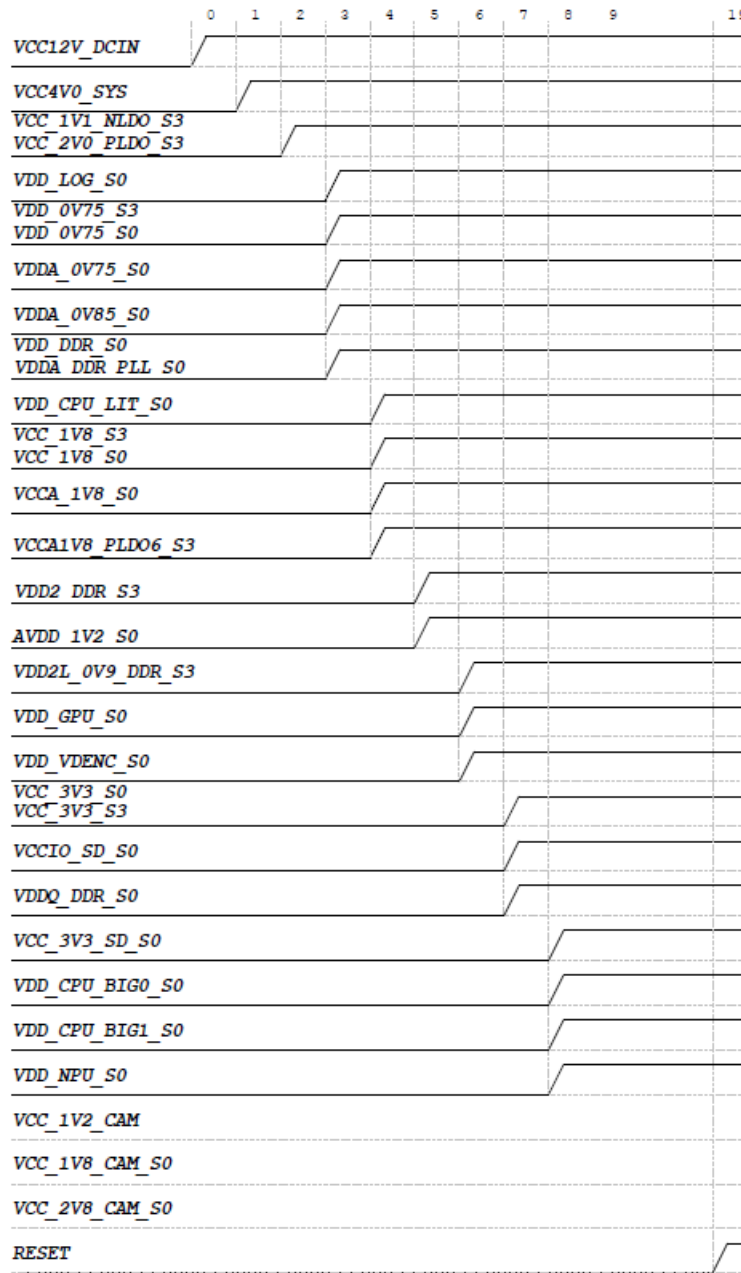 0 1 2 3 4 5 6 7 8 9
VCC12V_DCIN
VCC4V0_SYS
VCC_1V1_NLDO_S3
VCC_2V0_PLDO_S3
VDD_LOG_S0
VDD_0V75_S3
VDD_0V75_S0
VDDA_0V75_S0
VDDA_0V85_S0
VDD_DDR_S0
VDDA_DDR_PLL_S0
VDD_CPU_LIT_S0
VCC_1V8_S3
VCC_1V8_S0
VCCA_1V8_S0
VCCA1V8_PLDO6_S3
VDD2_DDR_S3
AVDD_1V2_S0
VDD2L_0V9_DDR_S3
VDD_GPU_S0
VDD_VDENC_S0
VCC_3V3_S0
VCC_3V3_S3
VCCIO_SD_S0
VDDQ_DDR_S0
VCC_3V3_SD_S0
VDD_CPU_BIG0_S0
VDD_CPU_BIG1_S0
VDD_NPU_S0
VCC_1V2_CAM
VCC_1V8_CAM_S0
VCC_2V8_CAM_S0
RESET